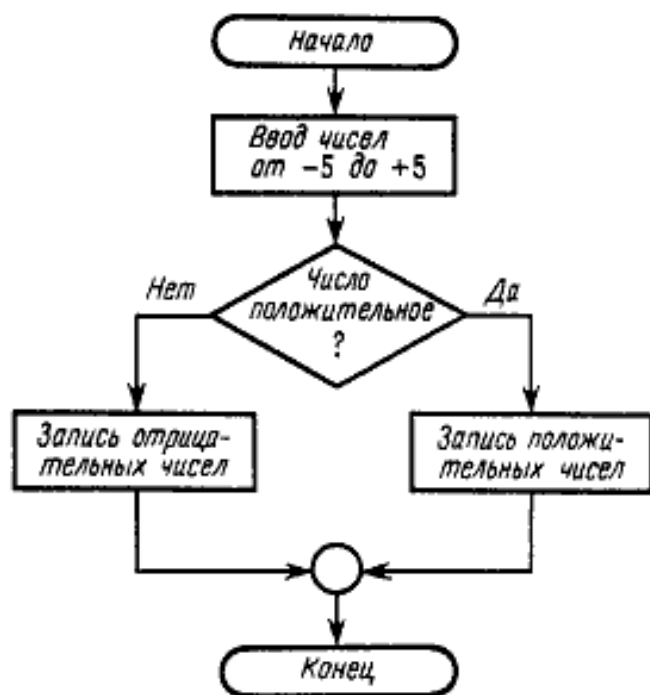 Начало
Ввод чисел
от -5 до +5
Число
положительное
?
Нет
Да
Запись отрица-
тельных чисел
Запись положи-
тельных чисел
Конец